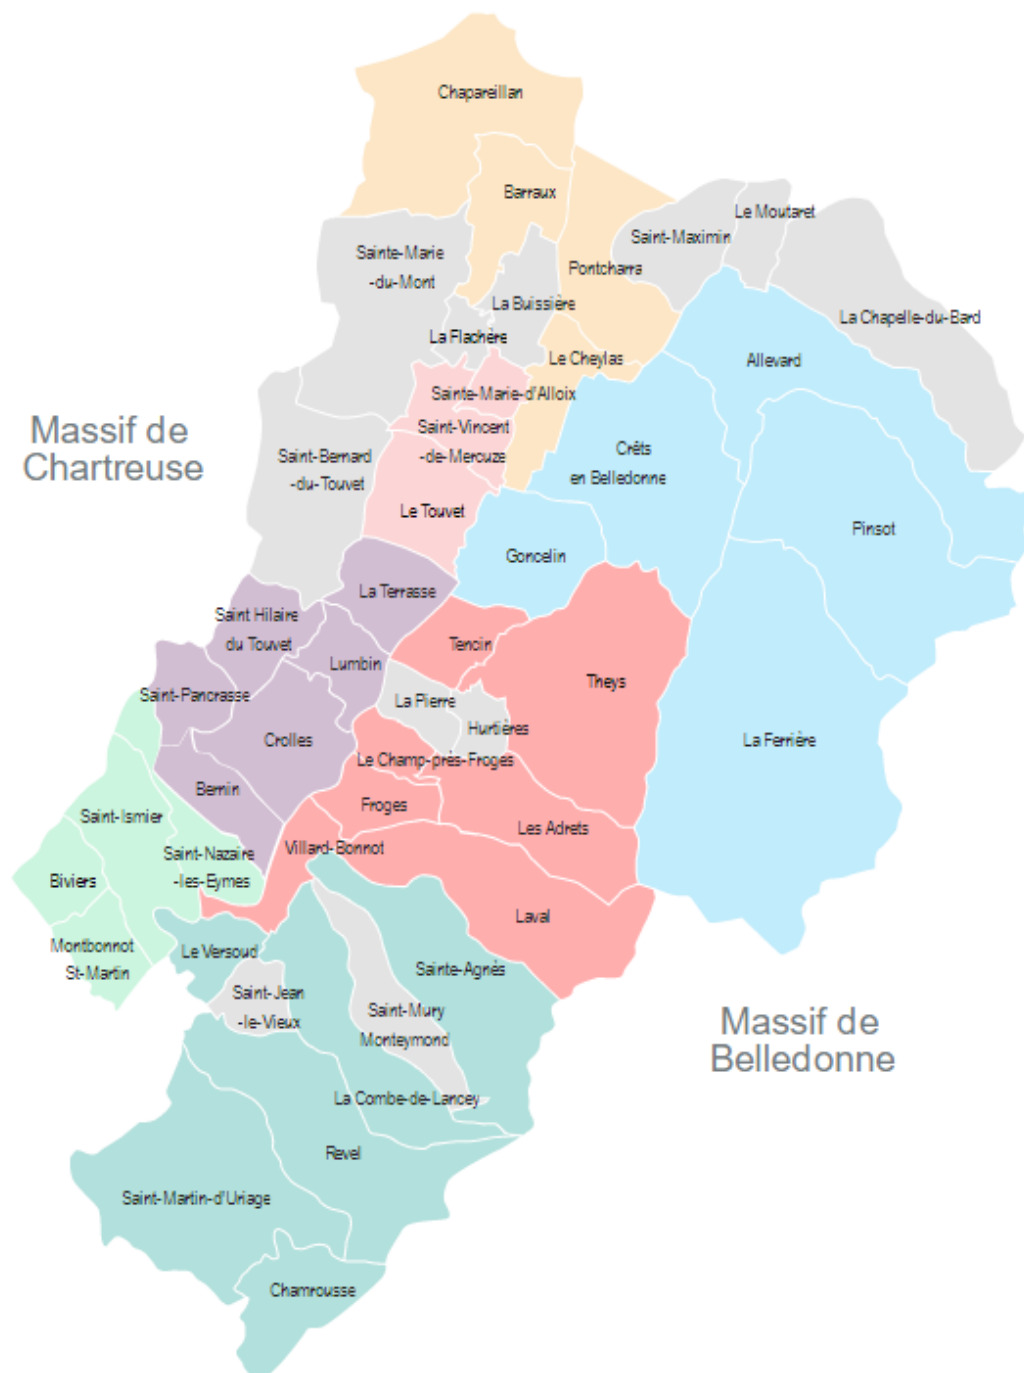 Chapareillan
Barraux
Le Moutaret
Saint-Maximin
Sainte-Marie
-du-Mont
Pontcharra
La Buissière
La Chapelle-du-Bard
La Flachère
Le Cheylas
Allevard
Sainte-Marie-d'Alloix
Massif de
Chartreuse
Saint-Vincent
-de-Mercuze
Crêts
en Belledonne
Saint-Bernard
-du-Touvet
Le Touvet
Pinsot
Goncelin
La Terrasse
Saint Hilaire
du Touvet
Tencin
Lumbin
Theys
Saint-Pancrasse
La Pierre
Hurtières
Crolles
La Ferrière
Le Champ-près-Froges
Bernin
Froges
Saint-Ismier
Les Adrets
Villard-Bonnot
Saint-Nazaire
-les-Eymes
Biviers
Laval
Montbonnot
St-Martin
Le Versoud
Sainte-Agnès
Saint-Jean
-le-Vieux
Saint-Mury
Monteymond
Massif de
Belledonne
La Combe-de-Lancey
Revel
Saint-Martin-d'Uriage
Chamrousse